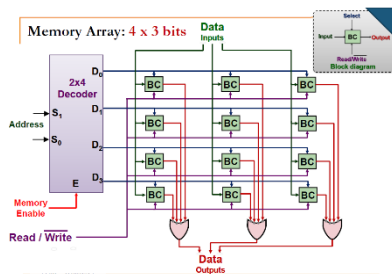 Memory Array: 4 x 3 bits
Data
Inputs
Select
Input
BC
Output
Read/Write
Block diagram
2x4
Decoder
D0
BC
BC
BC
Address
S1
D1
BC
BC
BC
S0
D2
BC
BC
BC
E
D3
BC
BC
BC
Memory
Enable
Read / Write
Data
Outputs